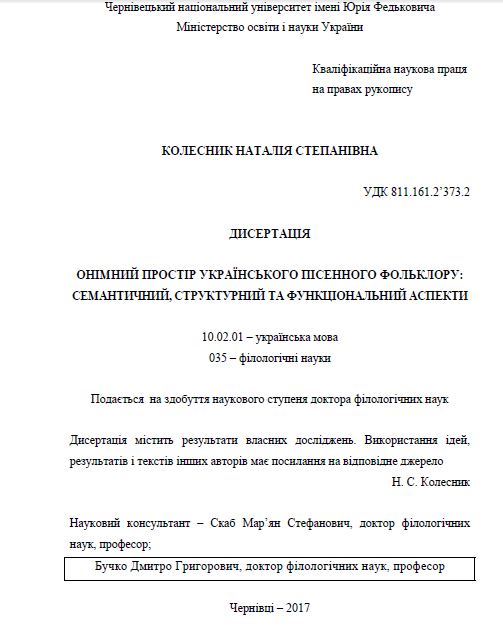 Чернівецький національний університет імені Юрія Федьковича
Міністерство освіти і науки України
Кваліфікаційна наукова праця
на правах рукопису
КОЛЕСНИК НАТАЛІЯ СТЕПАНІВНА
УДК 811.161.2’373.2
ДИСЕРТАЦІЯ
ОНІМНИЙ ПРОСТІР УКРАЇНСЬКОГО ПІСЕННОГО ФОЛЬКЛОРУ:
СЕМАНТИЧНИЙ, СТРУКТУРНИЙ ТА ФУНКЦІОНАЛЬНИЙ АСПЕКТИ
10.02.01 – українська мова
035 – філологічні науки
Подається на здобуття наукового ступеня доктора філологічних наук
Дисертація містить результати власних досліджень. Використання ідей,
результатів і текстів інших авторів має посилання на відповідне джерело
Н. С. Колесник
Науковий консультант – Скаб Мар’ян Стефанович, доктор філологічних
наук, професор;
Бучко Дмитро Григорович, доктор філологічних наук, професор
Чернівці – 2017